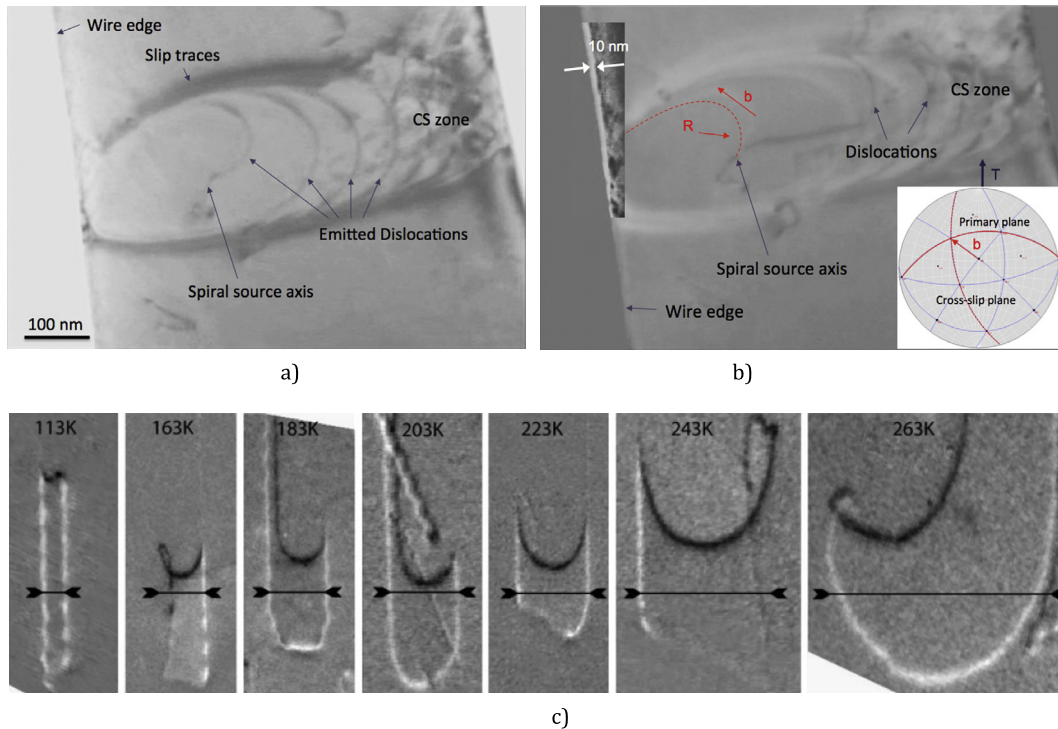 Wire edge
Slip traces
CS zone
Emitted Dislocations
Spiral source axis
100 nm
a)
10 nm
b
R
CS zone
Dislocations
T
Spiral source axis
Wire edge
Primary plane
b
Cross-slip plane
b)
113K
163K
183K
203K
223K
243K
263K
c)